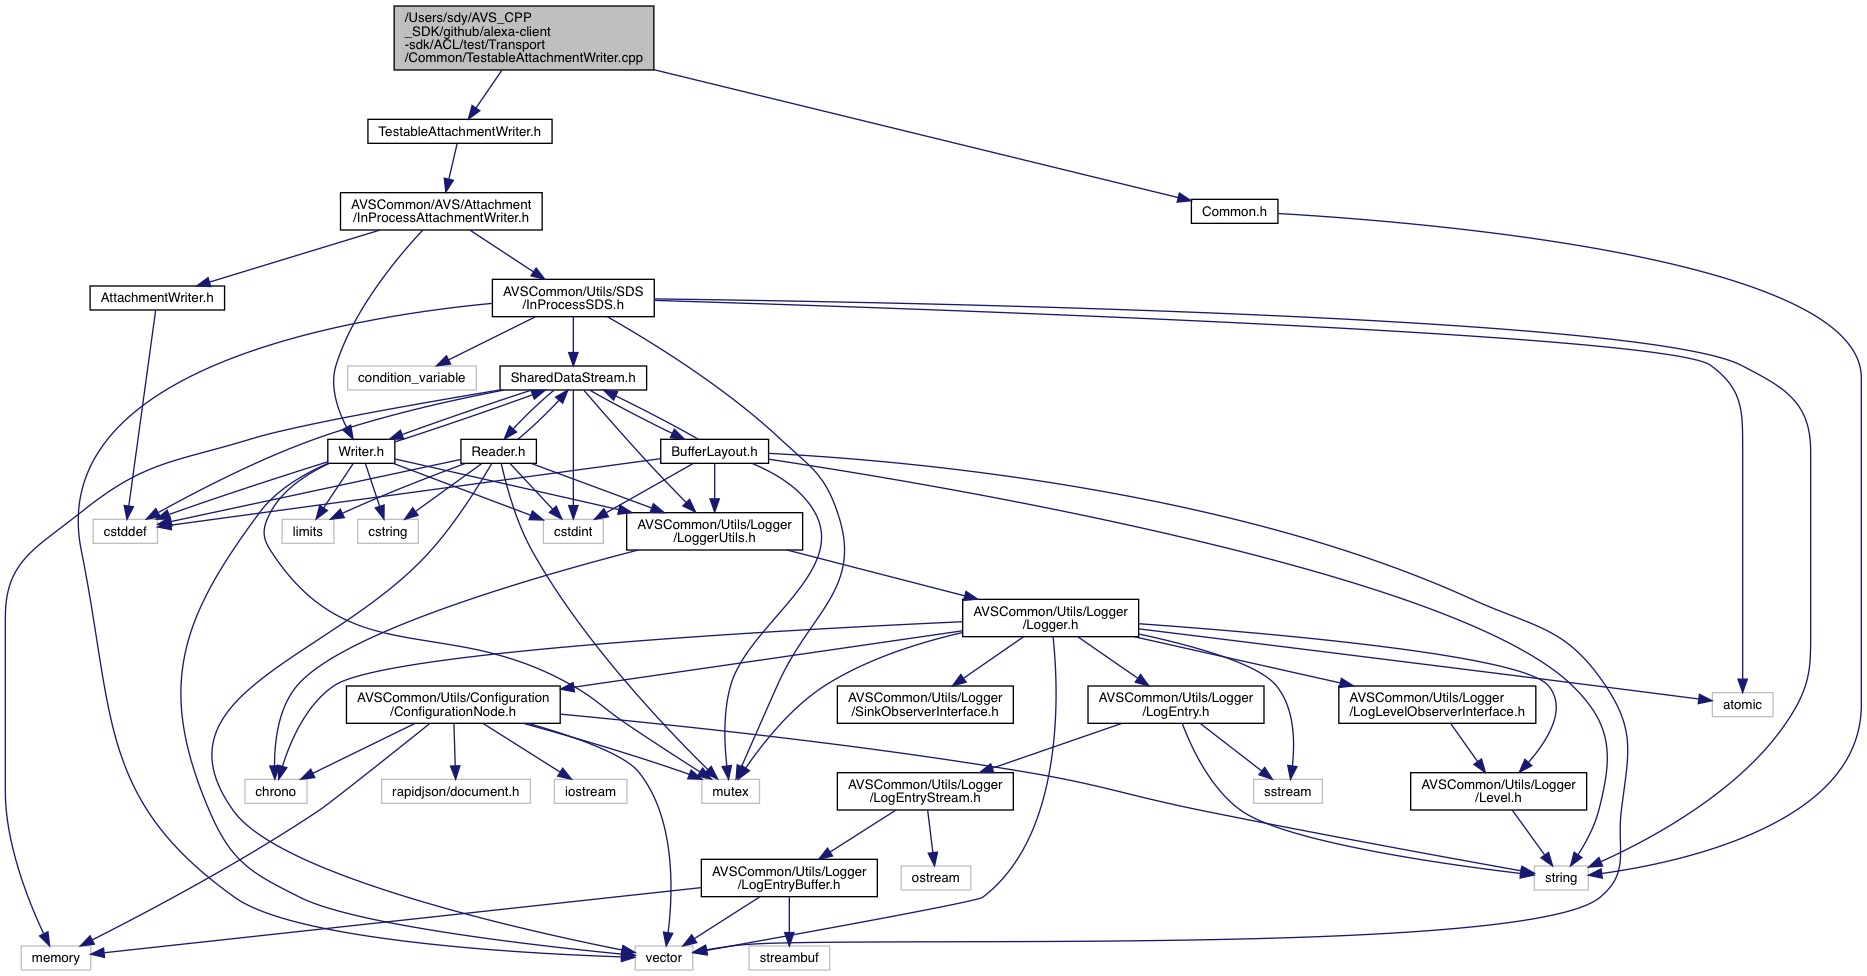 /Users/sdy/AVS_CPP
_SDK/github/alexa-client
-sdk/ACL/test/Transport
/Common/TestableAttachmentWriter.cpp
TestableAttachmentWriter.h
AVSCommon/AVS/Attachment
/InProcessAttachmentWriter.h
Common.h
AttachmentWriter.h
AVSCommon/Utils/SDS
/InProcessSDS.h
condition_variable
SharedDataStream.h
Writer.h
Reader.h
BufferLayout.h
cstddef
limits
cstring
cstdint
AVSCommon/Utils/Logger
/LoggerUtils.h
AVSCommon/Utils/Logger
/Logger.h
AVSCommon/Utils/Configuration
/ConfigurationNode.h
AVSCommon/Utils/Logger
/SinkObserverInterface.h
AVSCommon/Utils/Logger
/LogEntry.h
AVSCommon/Utils/Logger
/LogLevelObserverInterface.h
atomic
chrono
rapidjson/document.h
iostream
mutex
AVSCommon/Utils/Logger
/LogEntryStream.h
sstream
AVSCommon/Utils/Logger
/Level.h
AVSCommon/Utils/Logger
/LogEntryBuffer.h
ostream
string
memory
vector
streambuf